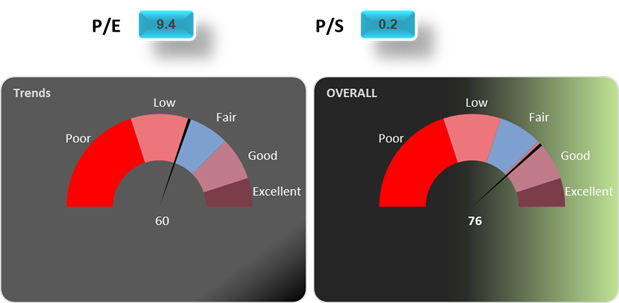 P/E 9.4 P/S 0.2
Trends
Low
Fair
Poor
Good
Excellent
60
OVERALL
Low
Fair
Poor
Good
Excellent
76